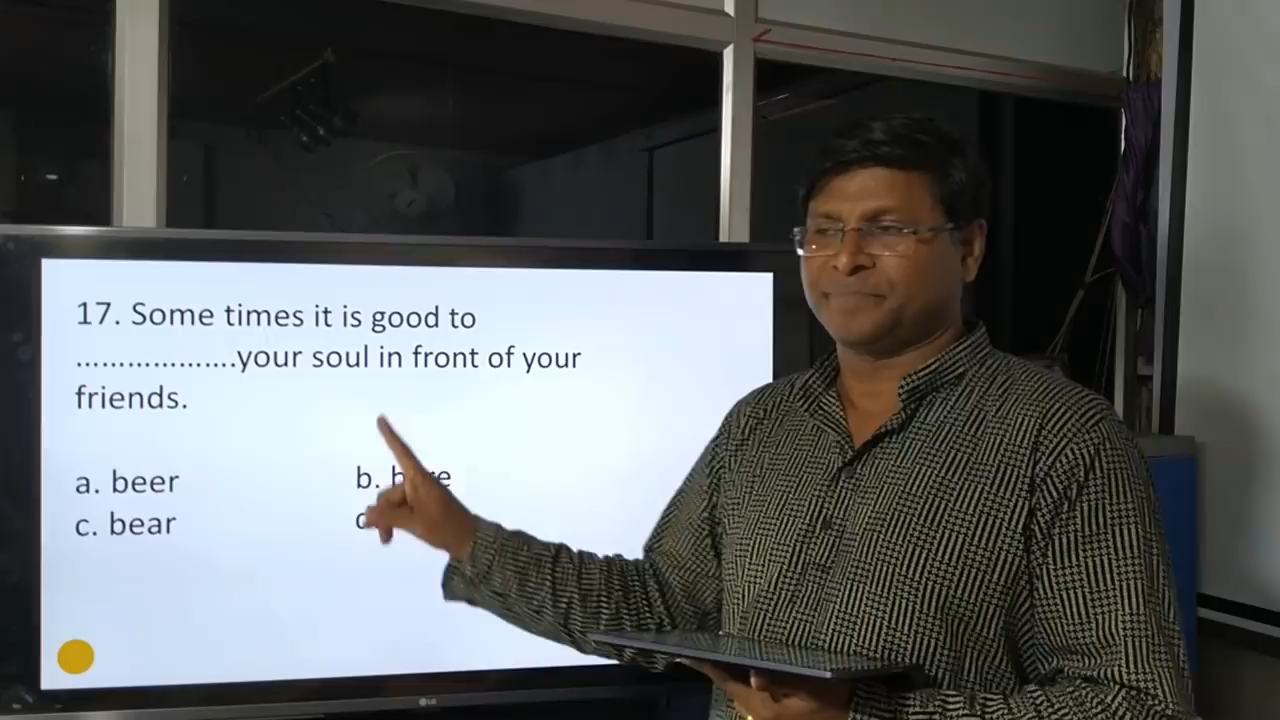 17. Some times it is good to
……………….your soul in front of your
friends.
a. beer
b.
c. bear
LG